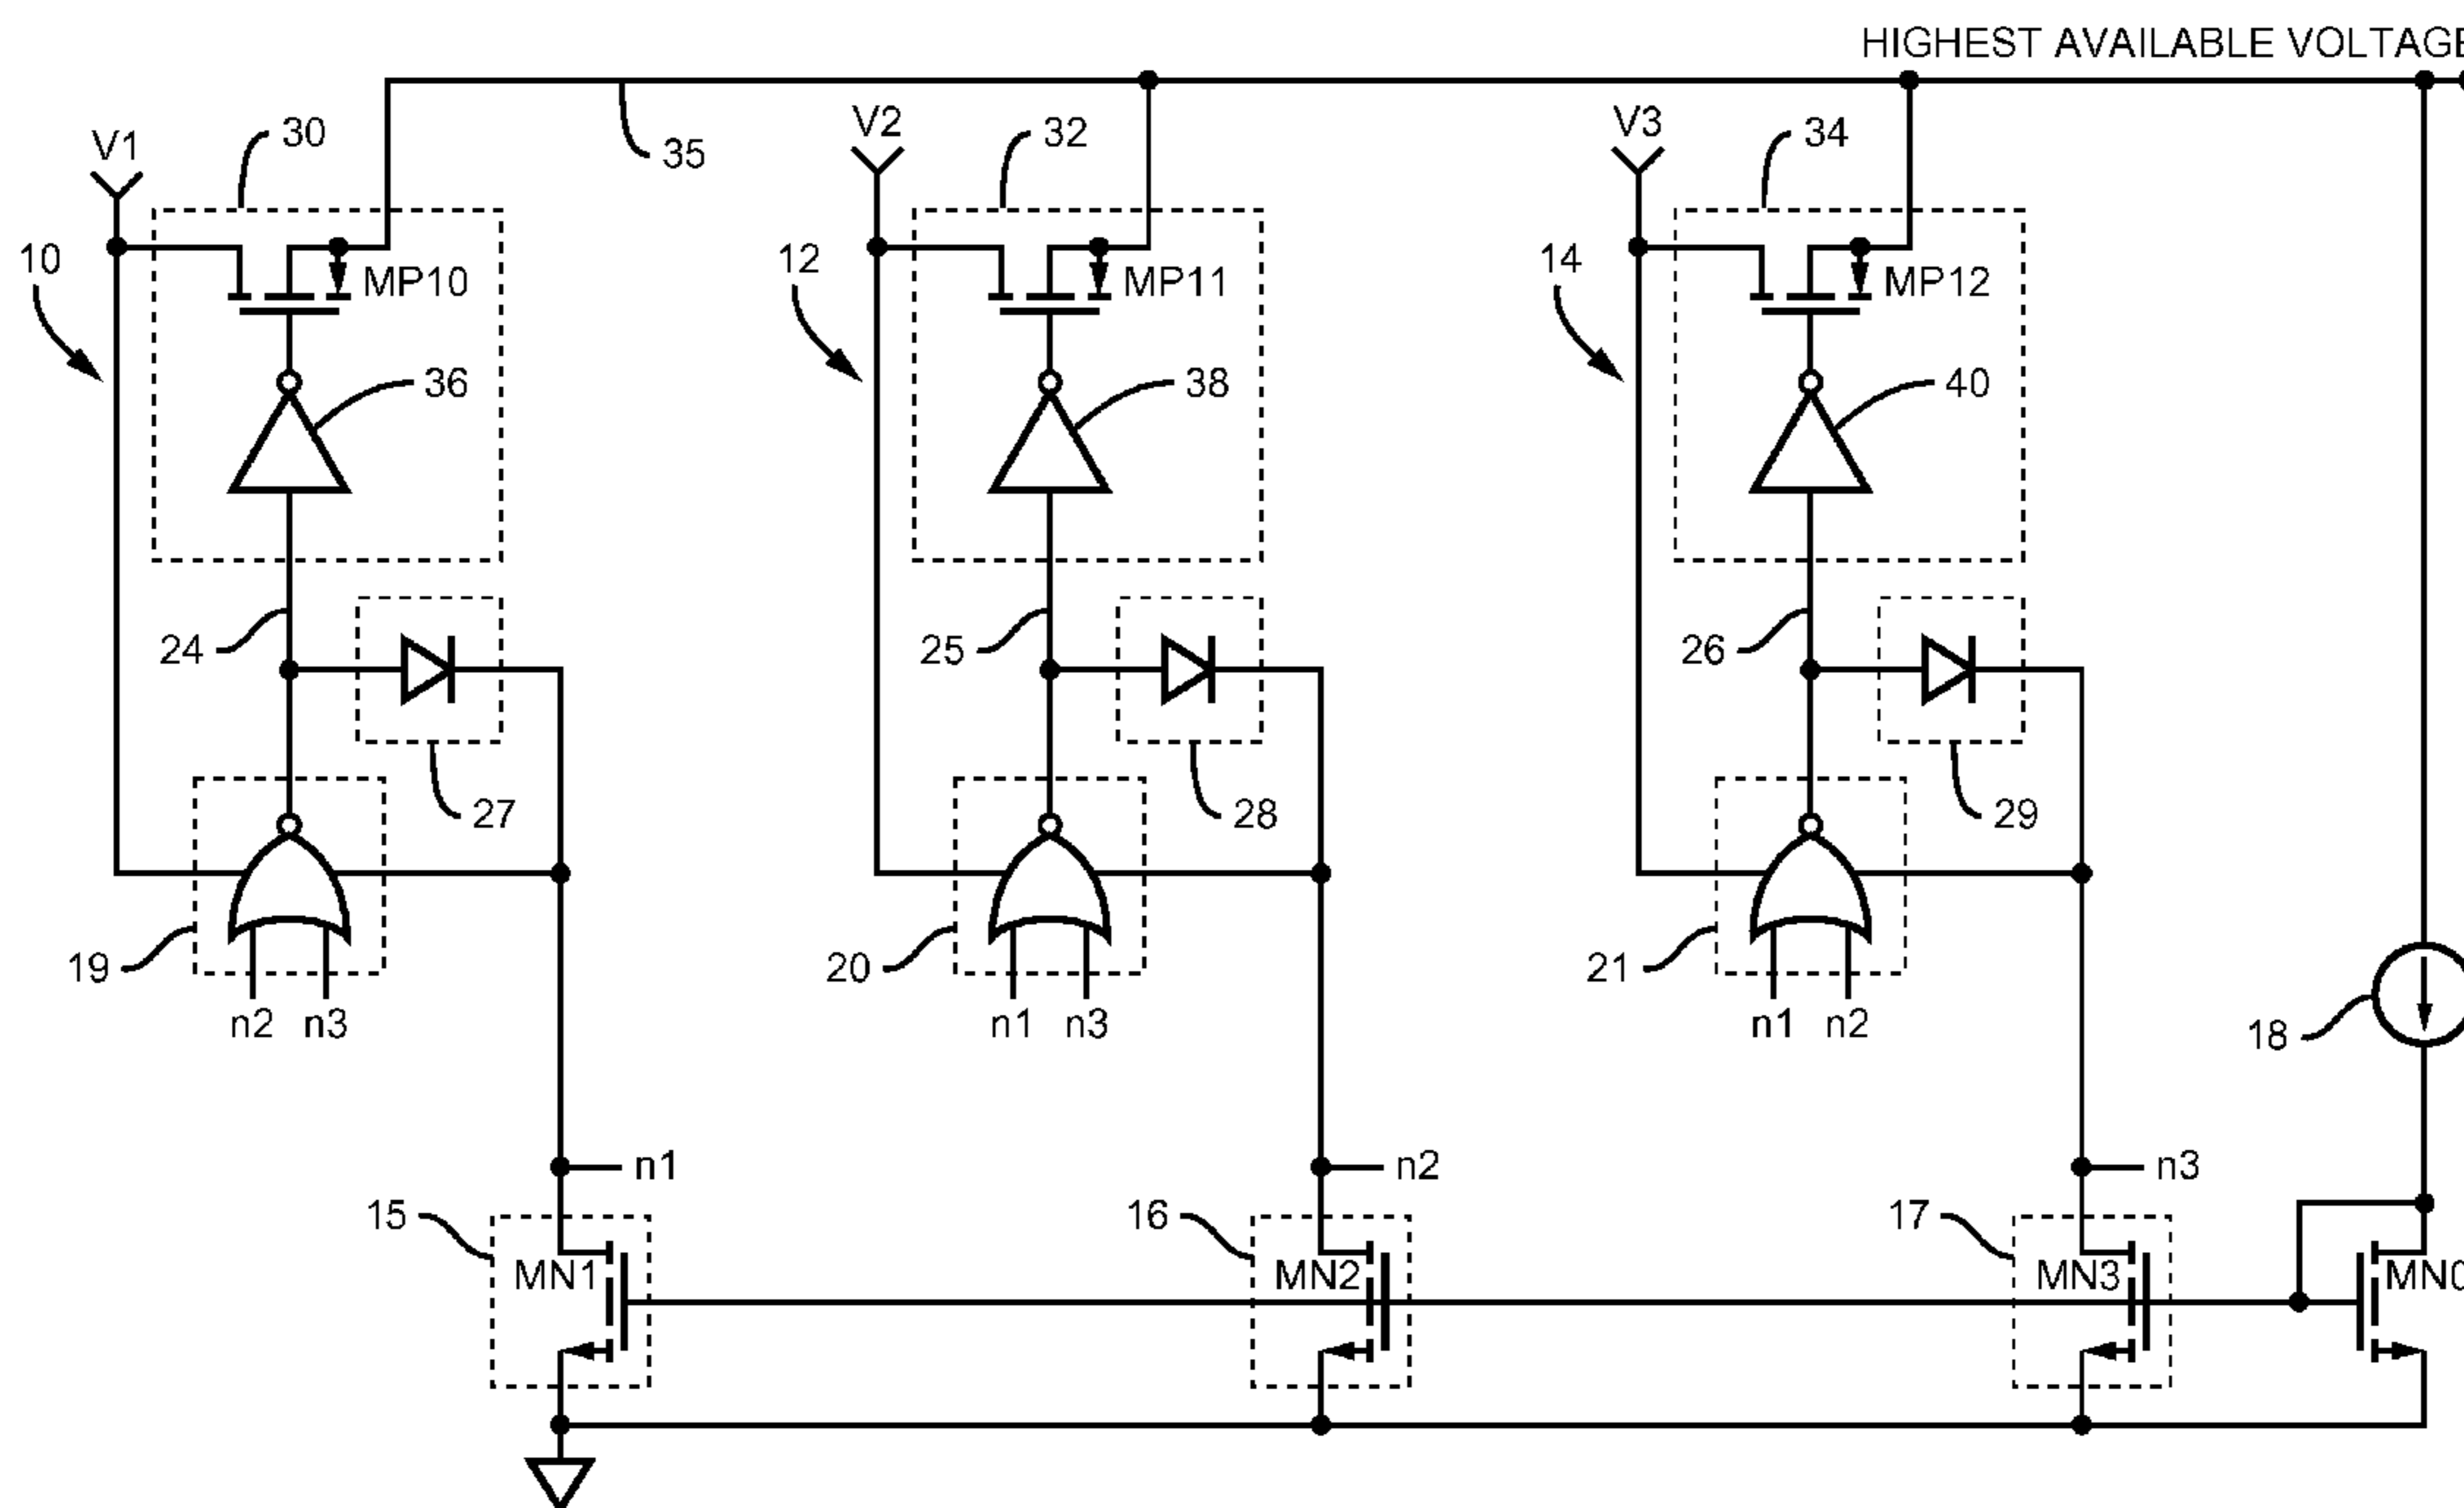 HIGHEST AVAILABLE VOLTAGE
V1
30
35
V2
32
V3
34
10
MP10
12
MP11
14
MP12
36
38
40
24
25
26
27
28
29
19
20
21
n2 n3
n1 n3
n1 n2
18
n1
n2
n3
15
16
17
MN1
MN2
MN3
MN0